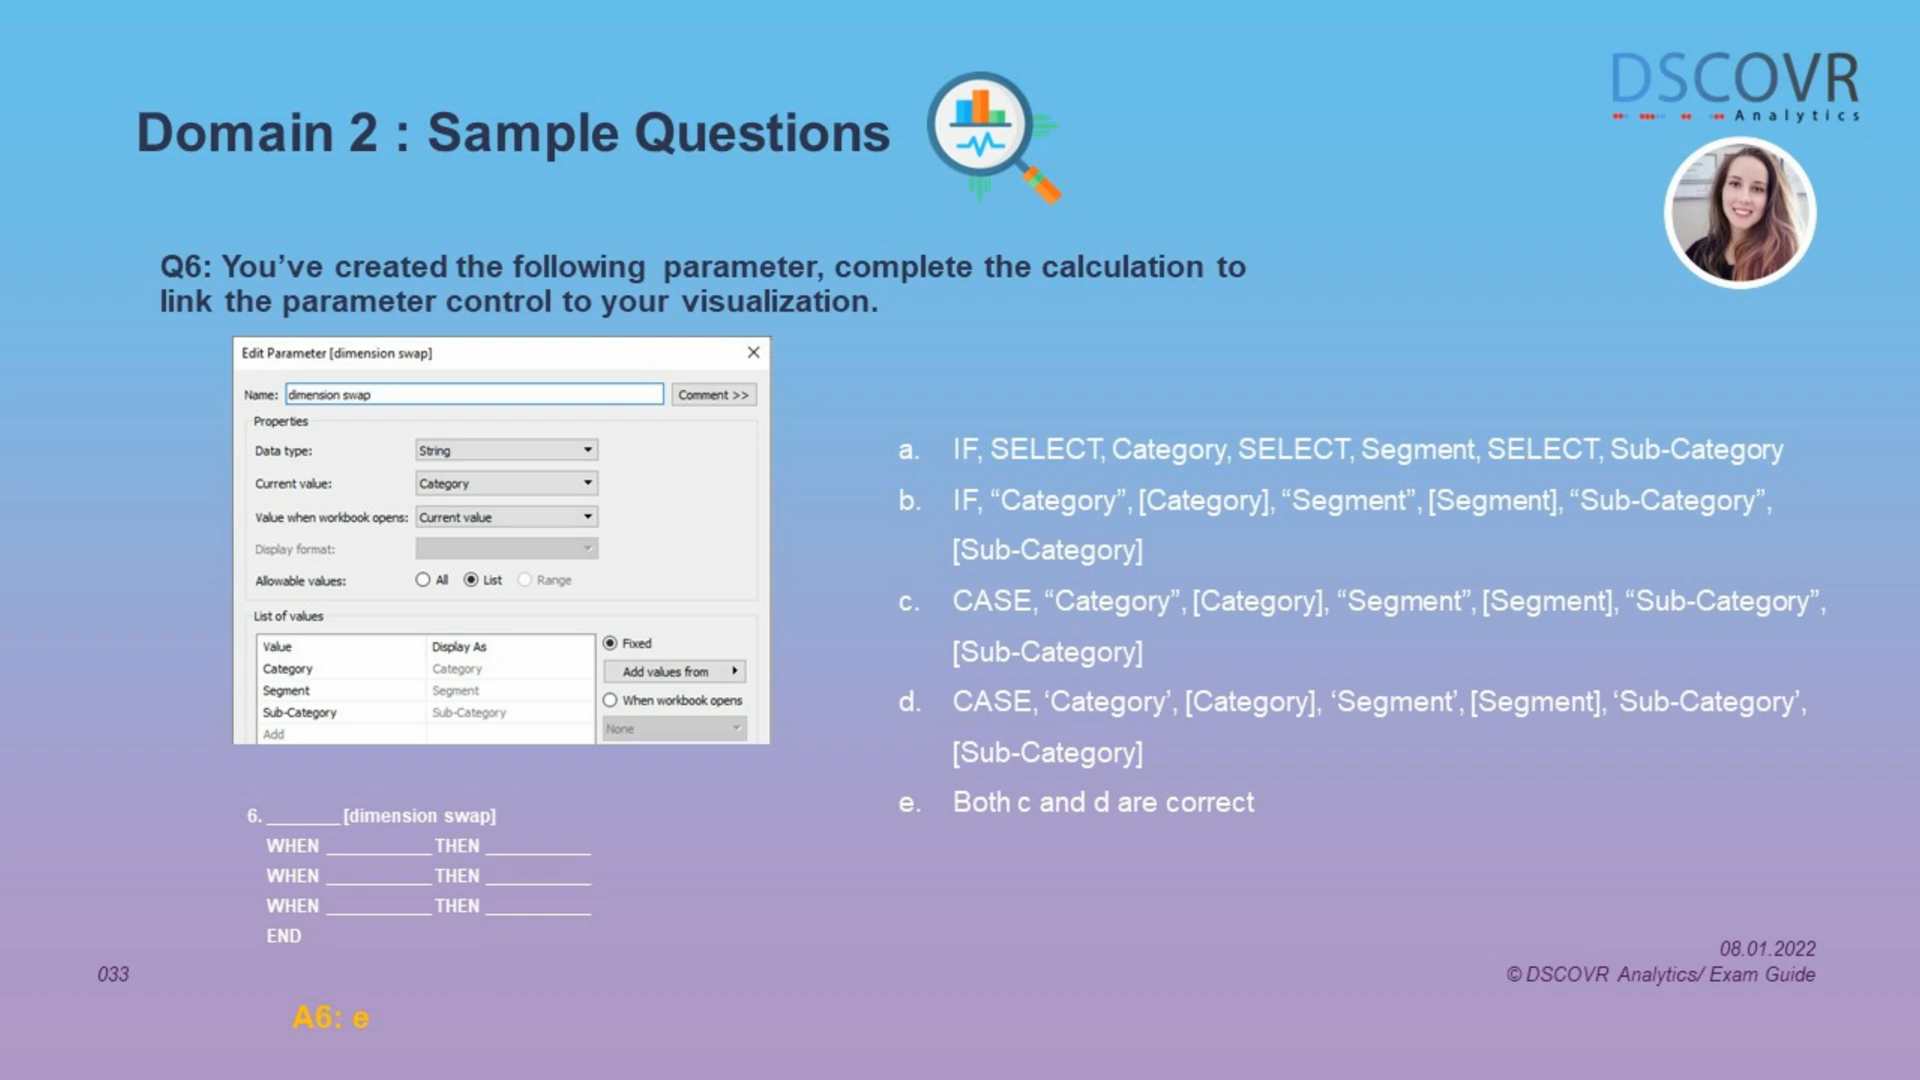 DSCOVR
Analytics
Domain 2 : Sample Questions
Q6: You’ve created the following parameter, complete the calculation to
link the parameter control to your visualization.
Edit Parameter [dimension swap]
Name: dimension swap Comment >>
Properties
Data type: String
Current value: Category
Value when workbook opens: Current value
Display format:
Allowable values: All List Range
List of values
Value Display As
Category Category
Segment Segment
Sub-Category Sub-Category
Add
Fixed
Add values from
When workbook opens
None
6. _______ [dimension swap]
WHEN __________ THEN __________
WHEN __________ THEN __________
WHEN __________ THEN __________
END
a. IF, SELECT, Category, SELECT, Segment, SELECT, Sub-Category
b. IF, “Category”, [Category], “Segment”, [Segment], “Sub-Category”,
[Sub-Category]
c. CASE, “Category”, [Category], “Segment”, [Segment], “Sub-Category”,
[Sub-Category]
d. CASE, ‘Category’, [Category], ‘Segment’, [Segment], ‘Sub-Category’,
[Sub-Category]
e. Both c and d are correct
08.01.2022
033
© DSCOVR Analytics/ Exam Guide
A6: e